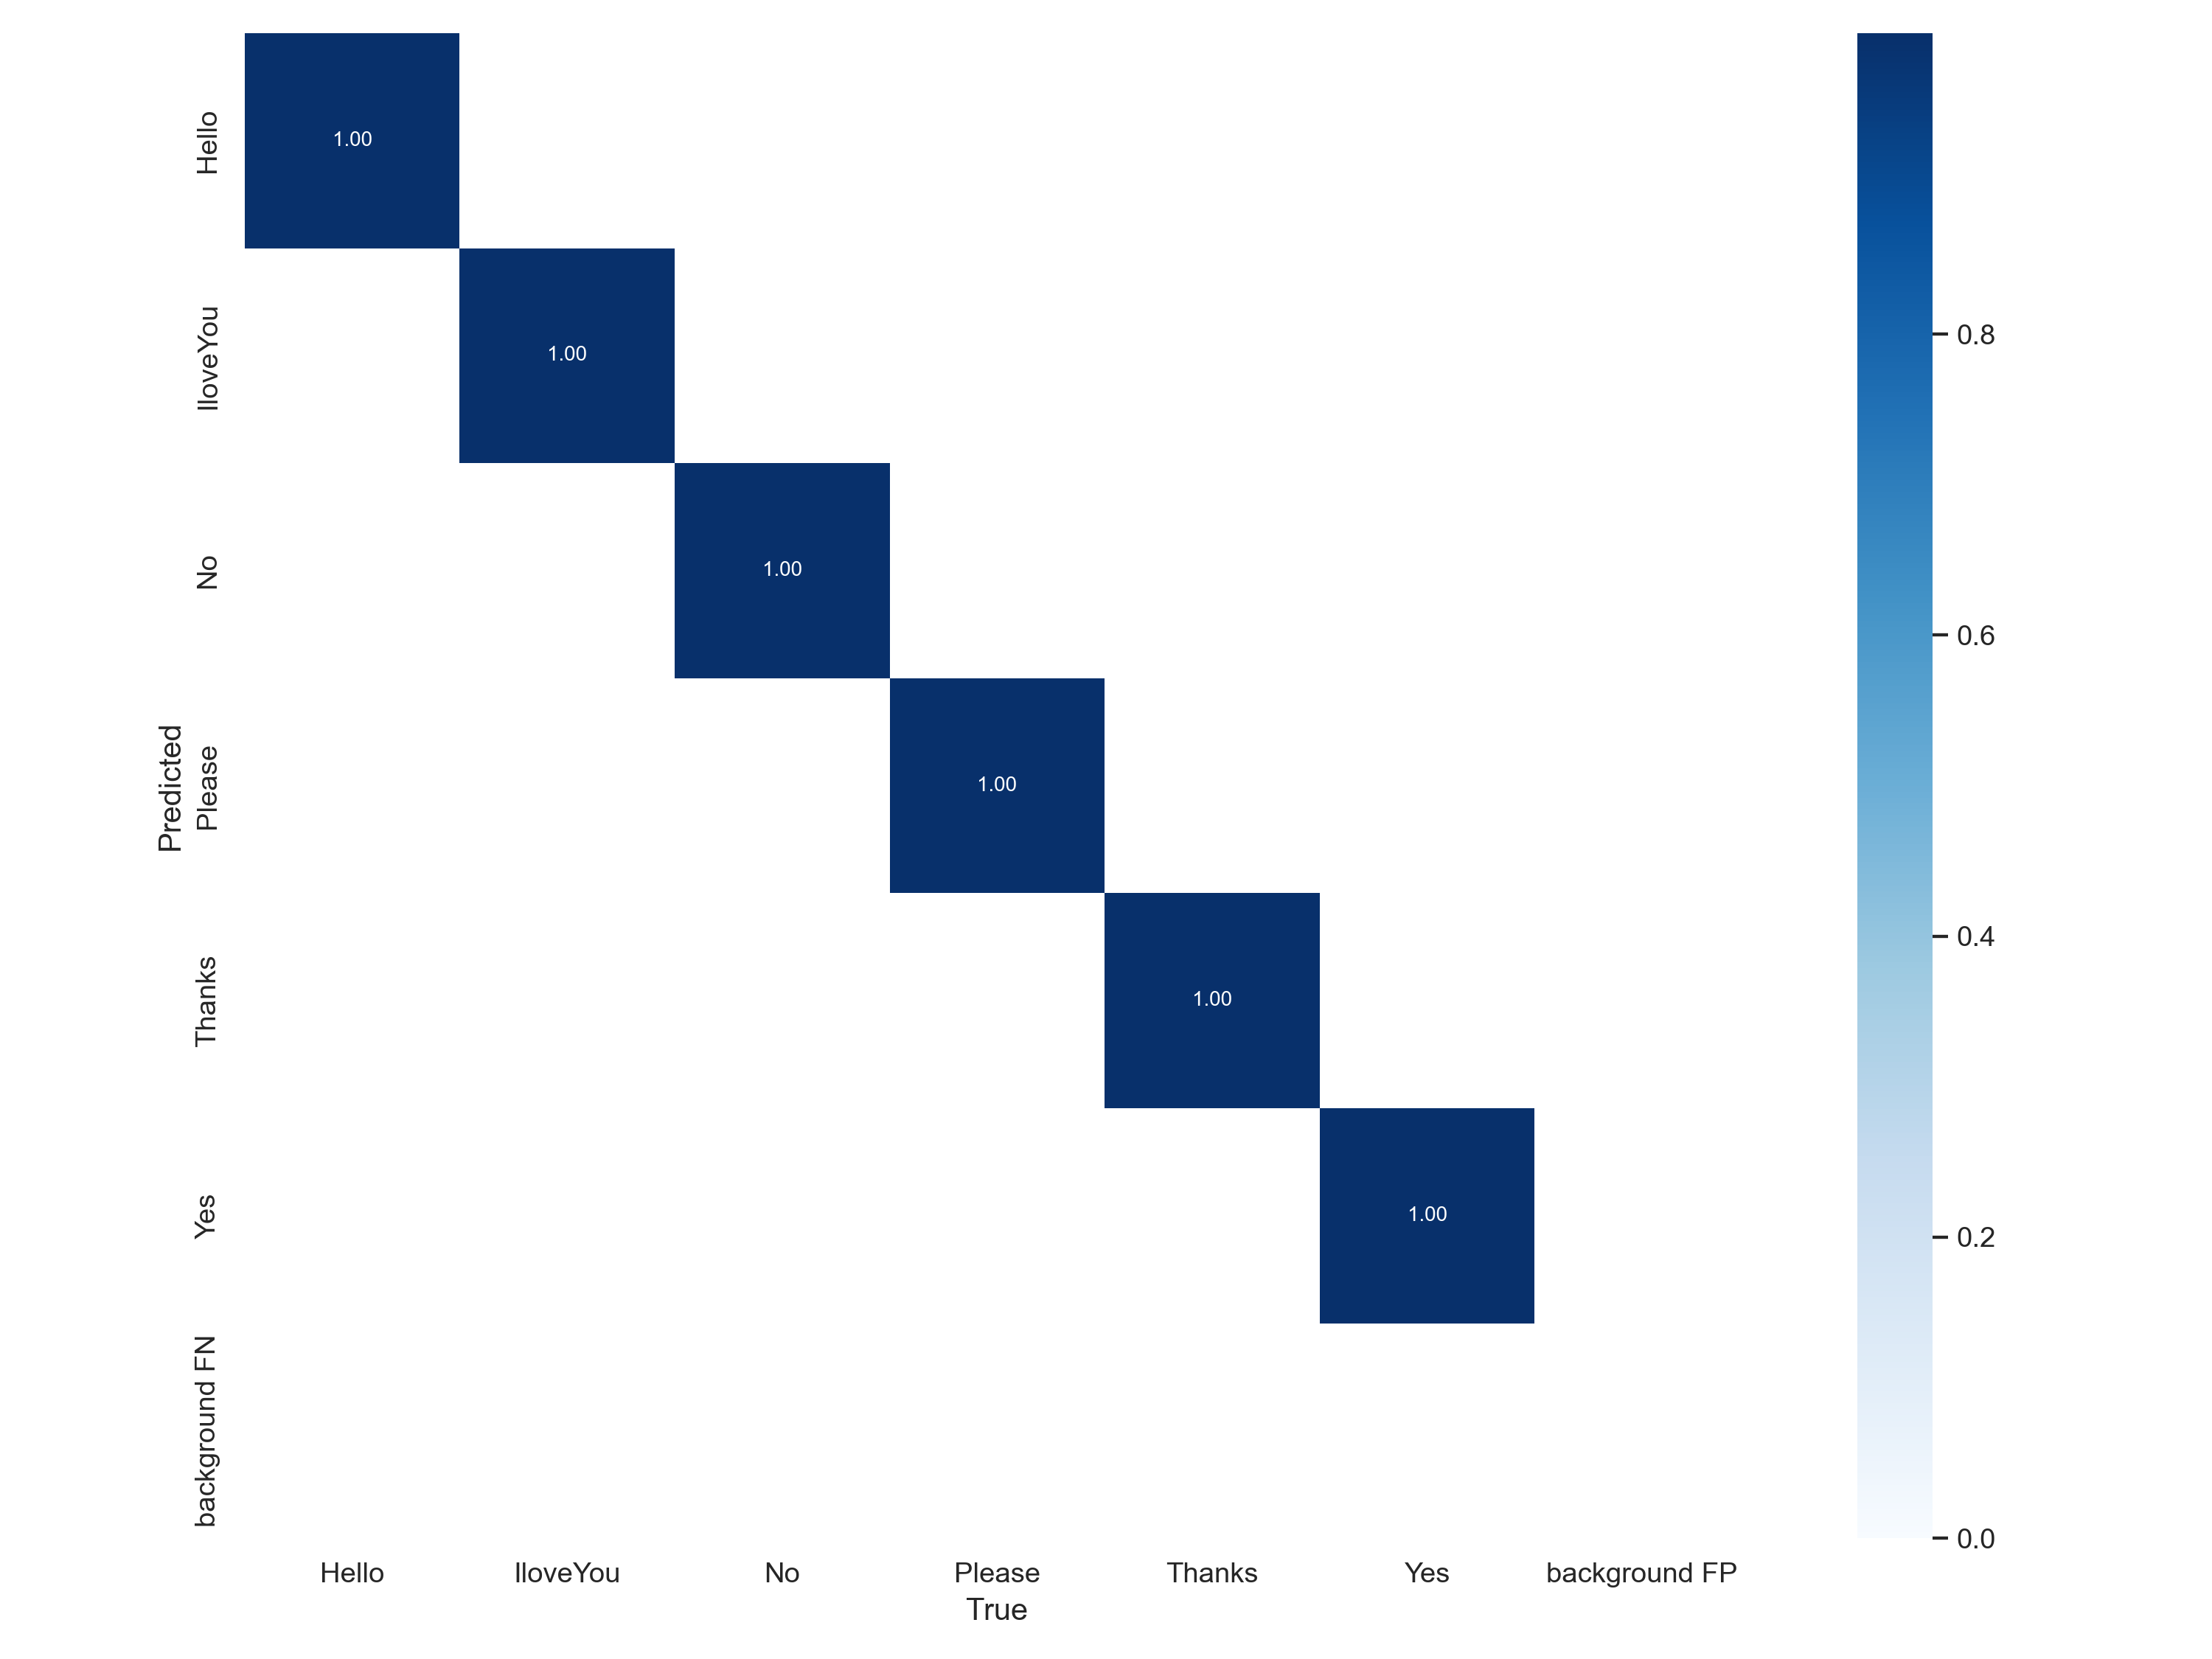 Predicted
Hello
IloveYou
No
Please
Thanks
Yes
background FN
1.00
1.00
1.00
1.00
1.00
1.00
Hello IloveYou No Please Thanks Yes background FP
True
0.8
0.6
0.4
0.2
0.0